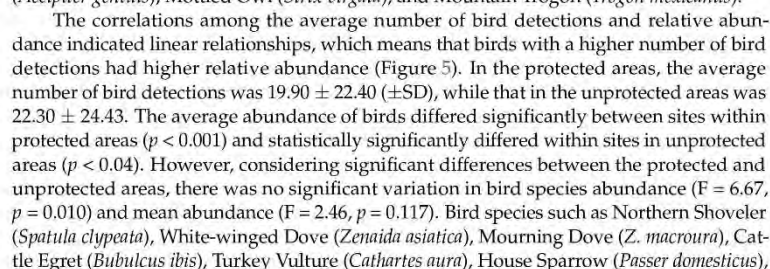 (Accipiter gentilis), Mottled Owl (Strix virgata), and Mountain Trogon (Trogon mexicanus).
The correlations among the average number of bird detections and relative abun-
dance indicated linear relationships, which means that birds with a higher number of bird
detections had higher relative abundance (Figure 5). In the protected areas, the average
number of bird detections was 19.90 ± 22.40 (±SD), while that in the unprotected areas was
22.30 ± 24.43. The average abundance of birds differed significantly between sites within
protected areas (p < 0.001) and statistically significantly differed within sites in unprotected
areas (p < 0.04). However, considering significant differences between the protected and
unprotected areas, there was no significant variation in bird species abundance (F = 6.67,
p = 0.010) and mean abundance (F = 2.46, p = 0.117). Bird species such as Northern Shoveler
(Spatula clypeata), White-winged Dove (Zenaida asiatica), Mourning Dove (Z. macroura), Cat-
tle Egret (Bubulcus ibis), Turkey Vulture (Cathartes aura), House Sparrow (Passer domesticus),